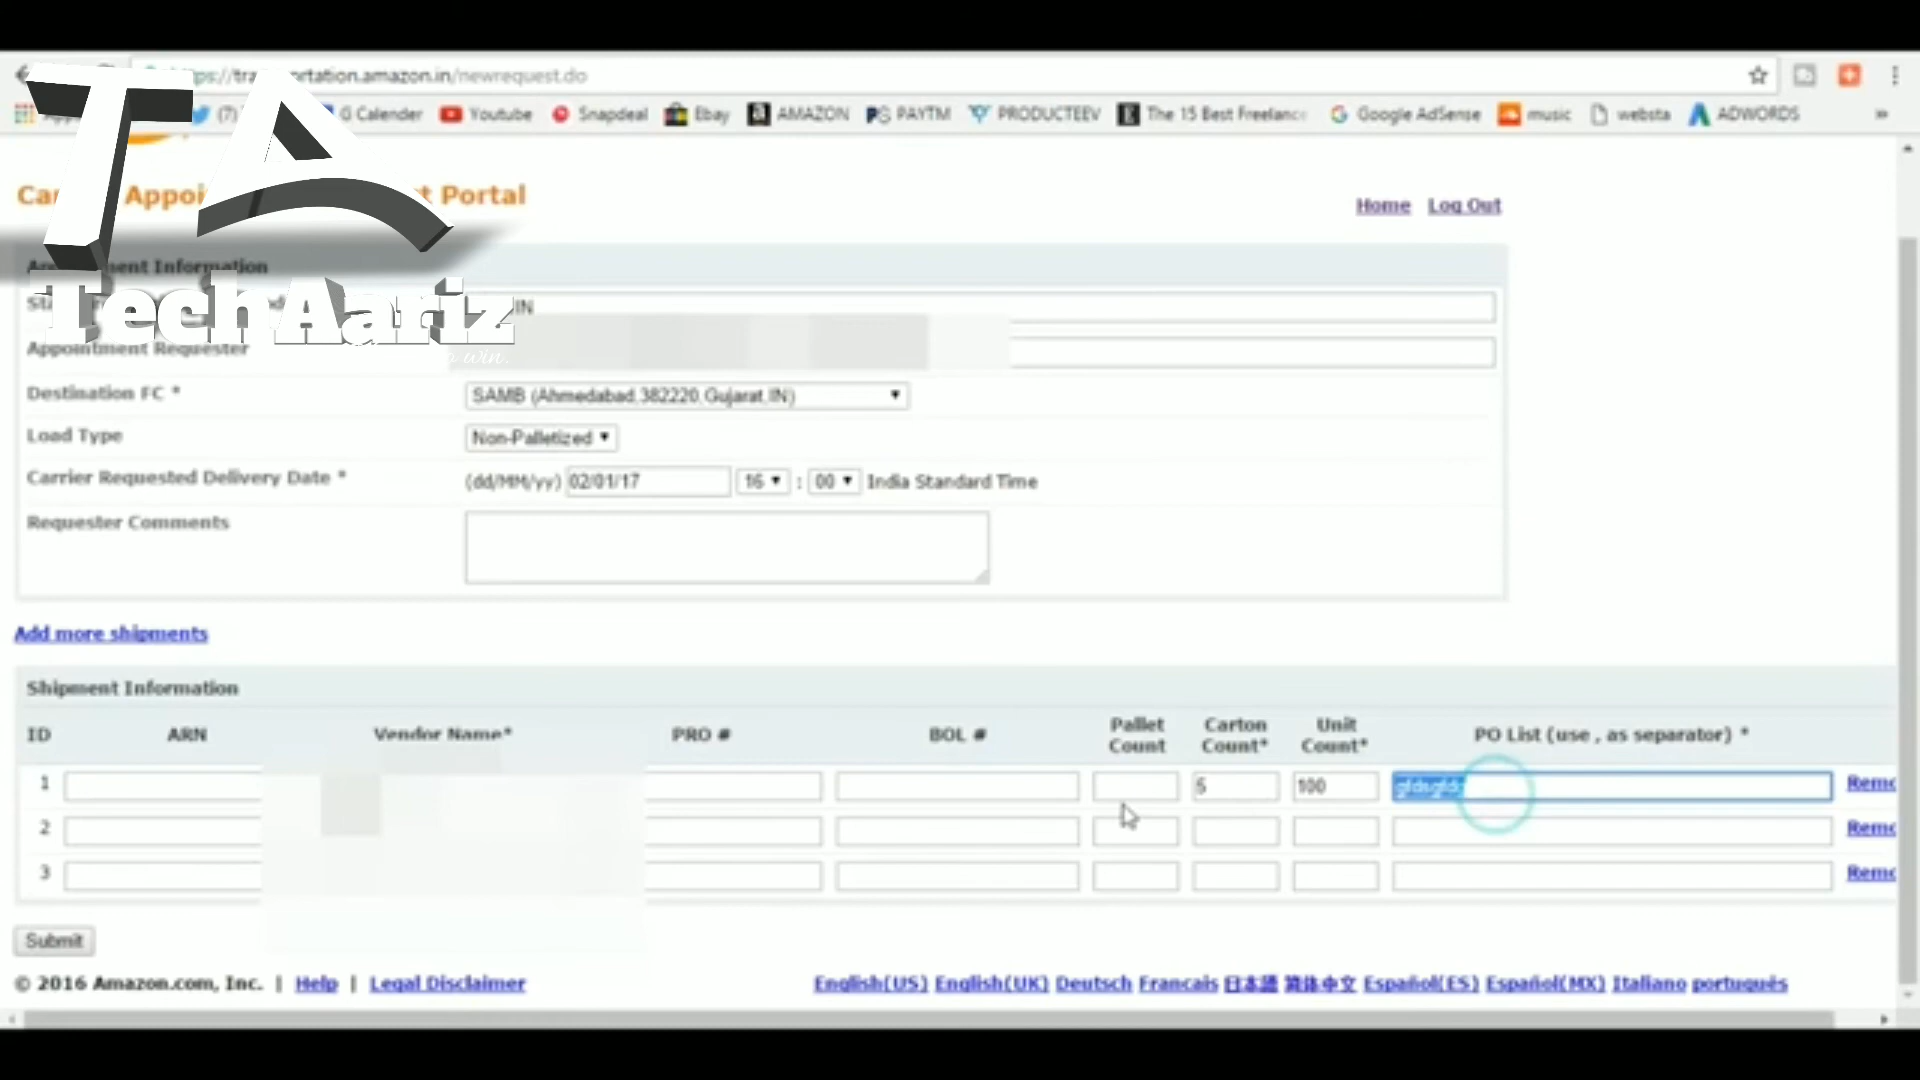 transportation.amazon.in/newrequest.do
G Calender Youtube Snapdeal Ebay AMAZON PAYTM PRODUCTEEV The 15 Best Freelance Google AdSense music websta ADWORDS »
Portal
Home Log Out
TechAariz
Information
IN
Appointment Requester
Destination FC * SAMB (Ahmedabad,382220,Gujarat,IN)
Load Type Non-Palletized
Carrier Requested Delivery Date * (dd/MM/yy) 02/01/17 16 : 00 India Standard Time
Requester Comments
Add more shipments
Shipment Information
ID ARN Vendor Name* PRO # BOL # Pallet Count Carton Count* Unit Count* PO List (use , as separator) *
1 5 100 Remo
2 Remo
3 Remo
Submit
© 2016 Amazon.com, Inc. | Help | Legal Disclaimer English(US) English(UK) Deutsch Francais 日本語 简体中文 Español(ES) Español(MX) Italiano português